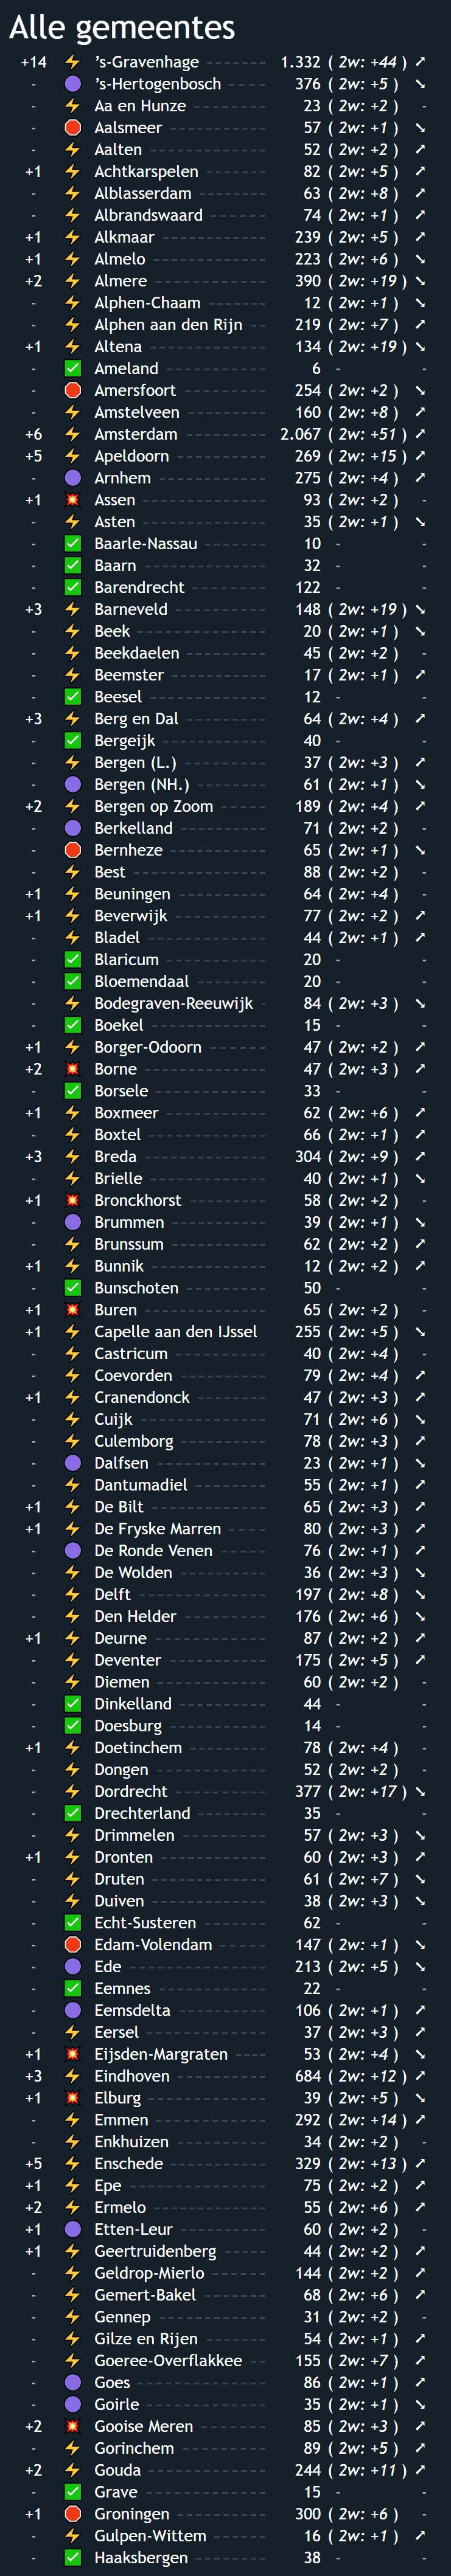 Alle gemeentes
+14 ⚡ ’s-Gravenhage 1.332 ( 2w: +44 ) ➚
- 🟣 ’s-Hertogenbosch 376 ( 2w: +5 ) ➘
- ⚡ Aa en Hunze 23 ( 2w: +2 ) -
- 🛑 Aalsmeer 57 ( 2w: +1 ) ➘
- ⚡ Aalten 52 ( 2w: +2 ) ➚
+1 ⚡ Achtkarspelen 82 ( 2w: +5 ) ➚
- ⚡ Alblasserdam 63 ( 2w: +8 ) ➚
- ⚡ Albrandswaard 74 ( 2w: +1 ) ➚
+1 ⚡ Alkmaar 239 ( 2w: +5 ) ➚
+1 ⚡ Almelo 223 ( 2w: +6 ) ➘
+2 ⚡ Almere 390 ( 2w: +19 ) ➘
- ⚡ Alphen-Chaam 12 ( 2w: +1 ) ➘
- ⚡ Alphen aan den Rijn 219 ( 2w: +7 ) ➚
+1 ⚡ Altena 134 ( 2w: +19 ) ➘
- ✅ Ameland 6 - -
- 🛑 Amersfoort 254 ( 2w: +2 ) ➘
- ⚡ Amstelveen 160 ( 2w: +8 ) ➚
+6 ⚡ Amsterdam 2.067 ( 2w: +51 ) ➚
+5 ⚡ Apeldoorn 269 ( 2w: +15 ) ➚
- 🟣 Arnhem 275 ( 2w: +4 ) ➚
+1 💥 Assen 93 ( 2w: +2 ) -
- ⚡ Asten 35 ( 2w: +1 ) ➘
- ✅ Baarle-Nassau 10 - -
- ✅ Baarn 32 - -
- ✅ Barendrecht 122 - -
+3 ⚡ Barneveld 148 ( 2w: +19 ) ➘
- ⚡ Beek 20 ( 2w: +1 ) ➘
- ⚡ Beekdaelen 45 ( 2w: +2 ) -
- ⚡ Beemster 17 ( 2w: +1 ) ➚
- ✅ Beesel 12 - -
+3 ⚡ Berg en Dal 64 ( 2w: +4 ) ➚
- ✅ Bergeijk 40 - -
- ⚡ Bergen (L.) 37 ( 2w: +3 ) ➚
- 🟣 Bergen (NH.) 61 ( 2w: +1 ) ➘
+2 ⚡ Bergen op Zoom 189 ( 2w: +4 ) ➚
- 🟣 Berkelland 71 ( 2w: +2 ) -
- 🛑 Bernheze 65 ( 2w: +1 ) ➘
- ⚡ Best 88 ( 2w: +2 ) -
+1 ⚡ Beuningen 64 ( 2w: +4 ) -
+1 ⚡ Beverwijk 77 ( 2w: +2 ) ➚
- ⚡ Bladel 44 ( 2w: +1 ) ➚
- ✅ Blaricum 20 - -
- ✅ Bloemendaal 20 - -
- ⚡ Bodegraven-Reeuwijk 84 ( 2w: +3 ) ➘
- ✅ Boekel 15 - -
+1 ⚡ Borger-Odoorn 47 ( 2w: +2 ) ➚
+2 💥 Borne 47 ( 2w: +3 ) ➚
- ✅ Borsele 33 - -
+1 ⚡ Boxmeer 62 ( 2w: +6 ) ➚
- ⚡ Boxtel 66 ( 2w: +1 ) ➚
+3 ⚡ Breda 304 ( 2w: +9 ) ➚
- ⚡ Brielle 40 ( 2w: +1 ) ➘
+1 💥 Bronckhorst 58 ( 2w: +2 ) -
- 🟣 Brummen 39 ( 2w: +1 ) ➘
- ⚡ Brunssum 62 ( 2w: +2 ) ➚
+1 ⚡ Bunnik 12 ( 2w: +2 ) ➚
- ✅ Bunschoten 50 - -
+1 💥 Buren 65 ( 2w: +2 ) -
+1 ⚡ Capelle aan den IJssel 255 ( 2w: +5 ) ➘
- ⚡ Castricum 40 ( 2w: +4 ) -
- ⚡ Coevorden 79 ( 2w: +4 ) ➚
+1 ⚡ Cranendonck 47 ( 2w: +3 ) ➚
- ⚡ Cuijk 71 ( 2w: +6 ) ➘
- ⚡ Culemborg 78 ( 2w: +3 ) ➚
- 🟣 Dalfsen 23 ( 2w: +1 ) ➘
- ⚡ Dantumadiel 55 ( 2w: +1 ) ➚
+1 ⚡ De Bilt 65 ( 2w: +3 ) ➚
+1 ⚡ De Fryske Marren 80 ( 2w: +3 ) ➚
- 🟣 De Ronde Venen 76 ( 2w: +1 ) ➚
- ⚡ De Wolden 36 ( 2w: +3 ) ➘
- ⚡ Delft 197 ( 2w: +8 ) ➘
- ⚡ Den Helder 176 ( 2w: +6 ) ➘
+1 ⚡ Deurne 87 ( 2w: +2 ) ➚
- ⚡ Deventer 175 ( 2w: +5 ) ➚
- ⚡ Diemen 60 ( 2w: +2 ) -
- ✅ Dinkelland 44 - -
- ✅ Doesburg 14 - -
+1 ⚡ Doetinchem 78 ( 2w: +4 ) -
- ⚡ Dongen 52 ( 2w: +2 ) -
- ⚡ Dordrecht 377 ( 2w: +17 ) ➘
- ✅ Drechterland 35 - -
- ⚡ Drimmelen 57 ( 2w: +3 ) ➘
+1 ⚡ Dronten 60 ( 2w: +3 ) ➚
- ⚡ Druten 61 ( 2w: +7 ) ➘
- ⚡ Duiven 38 ( 2w: +3 ) ➘
- ✅ Echt-Susteren 62 - -
- 🛑 Edam-Volendam 147 ( 2w: +1 ) ➘
- 🟣 Ede 213 ( 2w: +5 ) ➘
- ✅ Eemnes 22 - -
- 🟣 Eemsdelta 106 ( 2w: +1 ) ➚
- ⚡ Eersel 37 ( 2w: +3 ) ➚
+1 💥 Eijsden-Margraten 53 ( 2w: +4 ) ➘
+3 ⚡ Eindhoven 684 ( 2w: +12 ) ➚
+1 💥 Elburg 39 ( 2w: +5 ) ➘
- ⚡ Emmen 292 ( 2w: +14 ) ➚
- ⚡ Enkhuizen 34 ( 2w: +2 ) -
+5 ⚡ Enschede 329 ( 2w: +13 ) ➚
+1 ⚡ Epe 75 ( 2w: +2 ) ➚
+2 ⚡ Ermelo 55 ( 2w: +6 ) ➚
+1 🟣 Etten-Leur 60 ( 2w: +2 ) -
+1 ⚡ Geertruidenberg 44 ( 2w: +2 ) ➚
- ⚡ Geldrop-Mierlo 144 ( 2w: +2 ) ➚
- ⚡ Gemert-Bakel 68 ( 2w: +6 ) ➚
- ⚡ Gennep 31 ( 2w: +2 ) -
- ⚡ Gilze en Rijen 54 ( 2w: +1 ) ➚
- ⚡ Goeree-Overflakkee 155 ( 2w: +7 ) ➚
- 🟣 Goes 86 ( 2w: +1 ) ➚
- 🟣 Goirle 35 ( 2w: +1 ) ➘
+2 💥 Gooise Meren 85 ( 2w: +3 ) ➚
- ⚡ Gorinchem 89 ( 2w: +5 ) ➚
+2 ⚡ Gouda 244 ( 2w: +11 ) ➚
- ✅ Grave 15 - -
+1 🛑 Groningen 300 ( 2w: +6 ) -
- ⚡ Gulpen-Wittem 16 ( 2w: +1 ) ➚
- ✅ Haaksbergen 38 - -